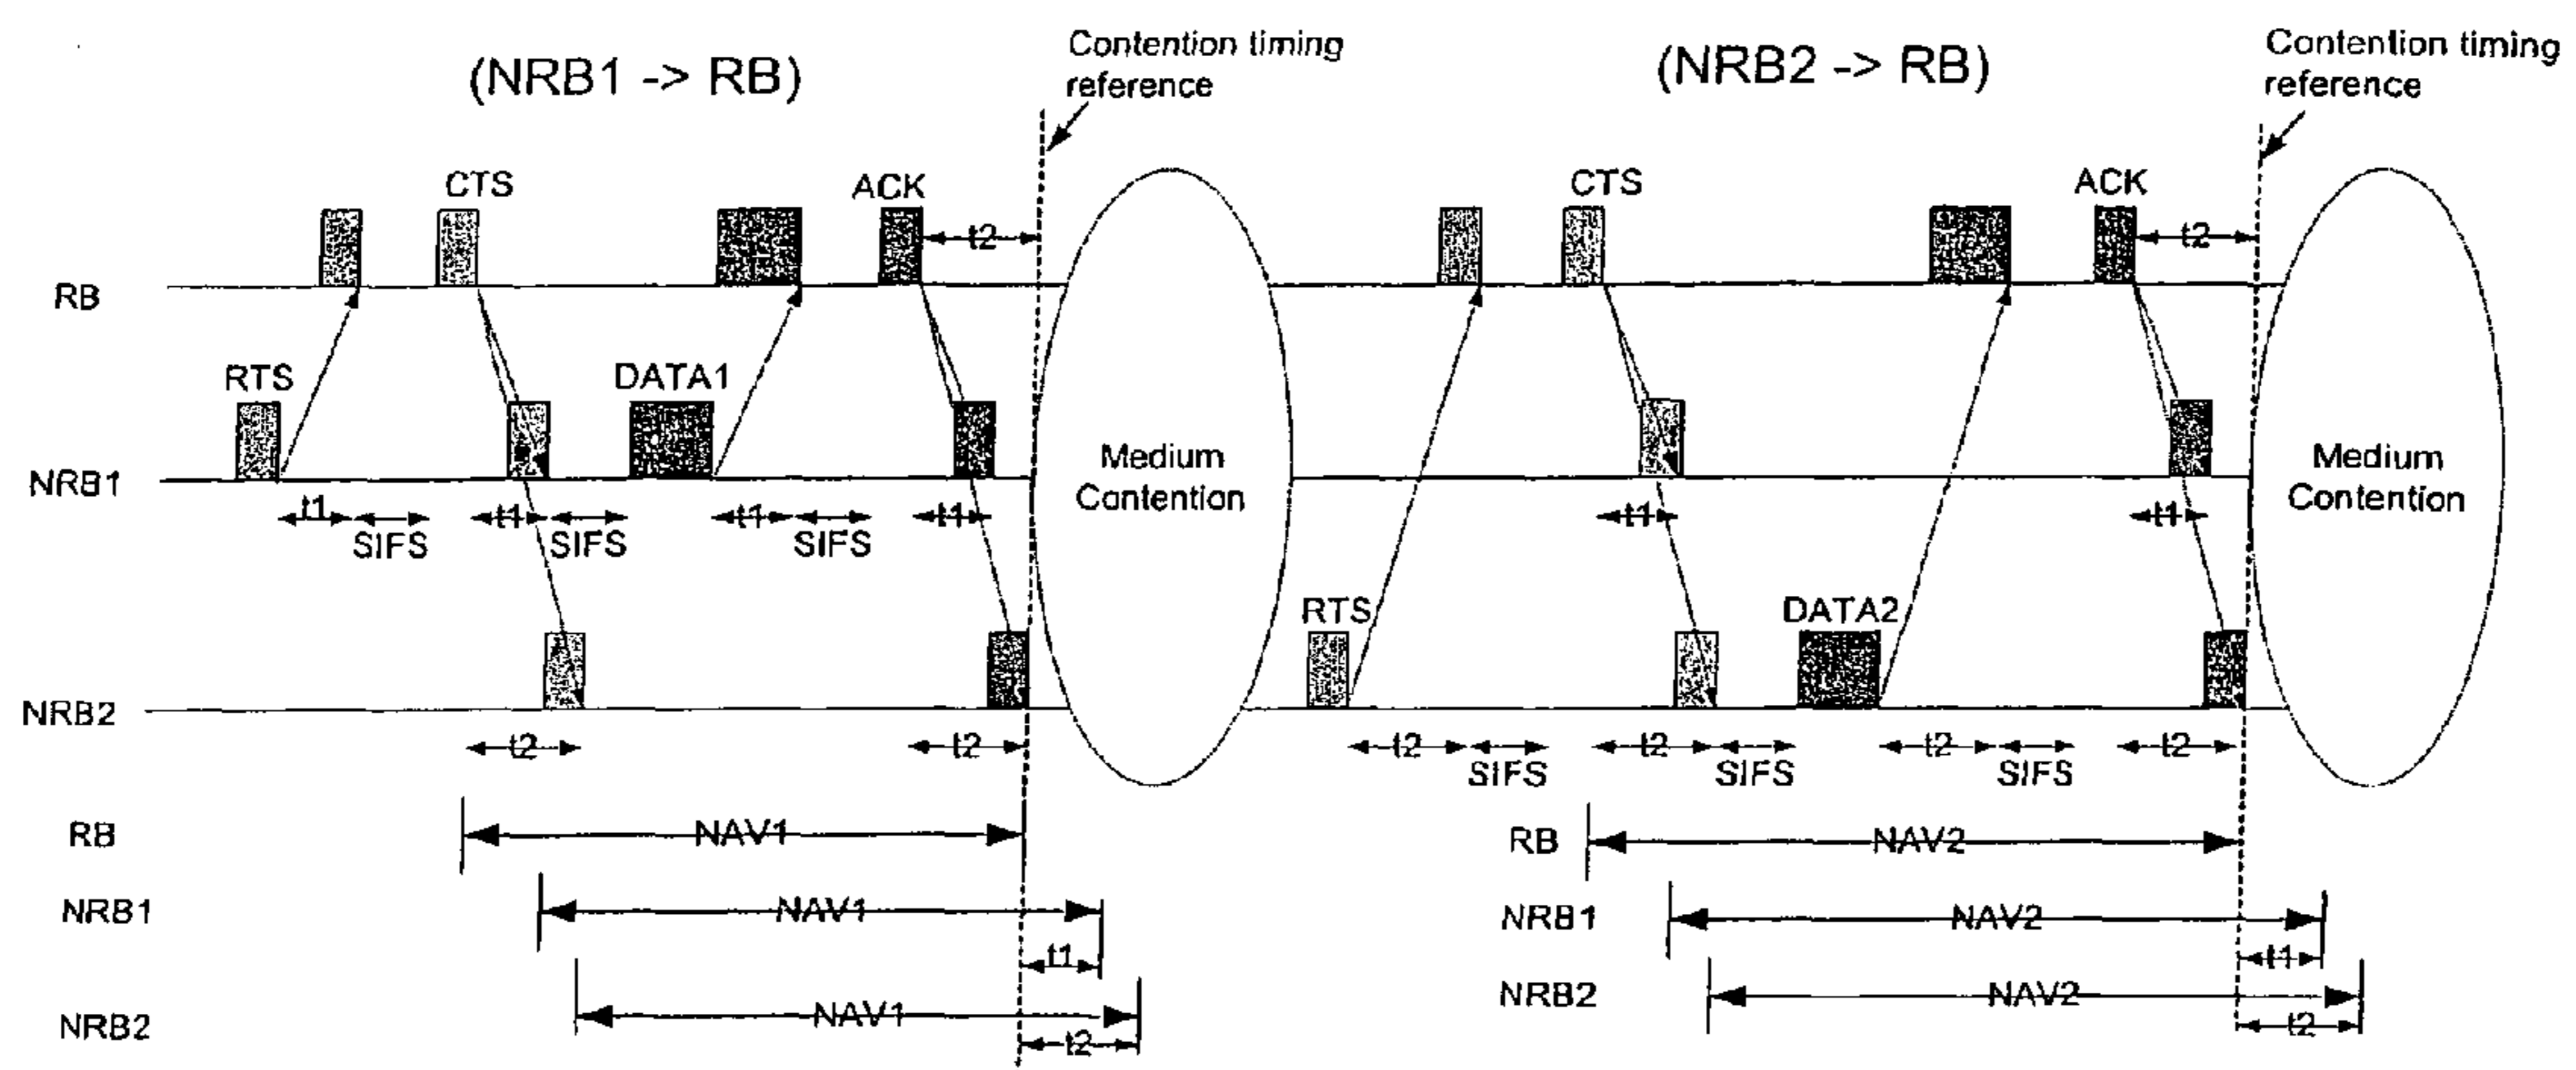 (NRB1 -> RB)
Contention timing
reference
(NRB2 -> RB)
Contention timing
reference
CTS
ACK
t2
CTS
ACK
t2
RB
RTS
DATA1
NRB1
t1
SIFS
t1
SIFS
t1
SIFS
t1
Medium
Contention
t1
t1
Medium
Contention
RTS
DATA2
NRB2
t2
t2
t2
SIFS
t2
SIFS
t2
SIFS
t2
RB
NAV1
RB
NAV2
NRB1
NAV1
t1
NRB1
NAV2
t1
NRB2
NAV1
t2
NRB2
NAV2
t2